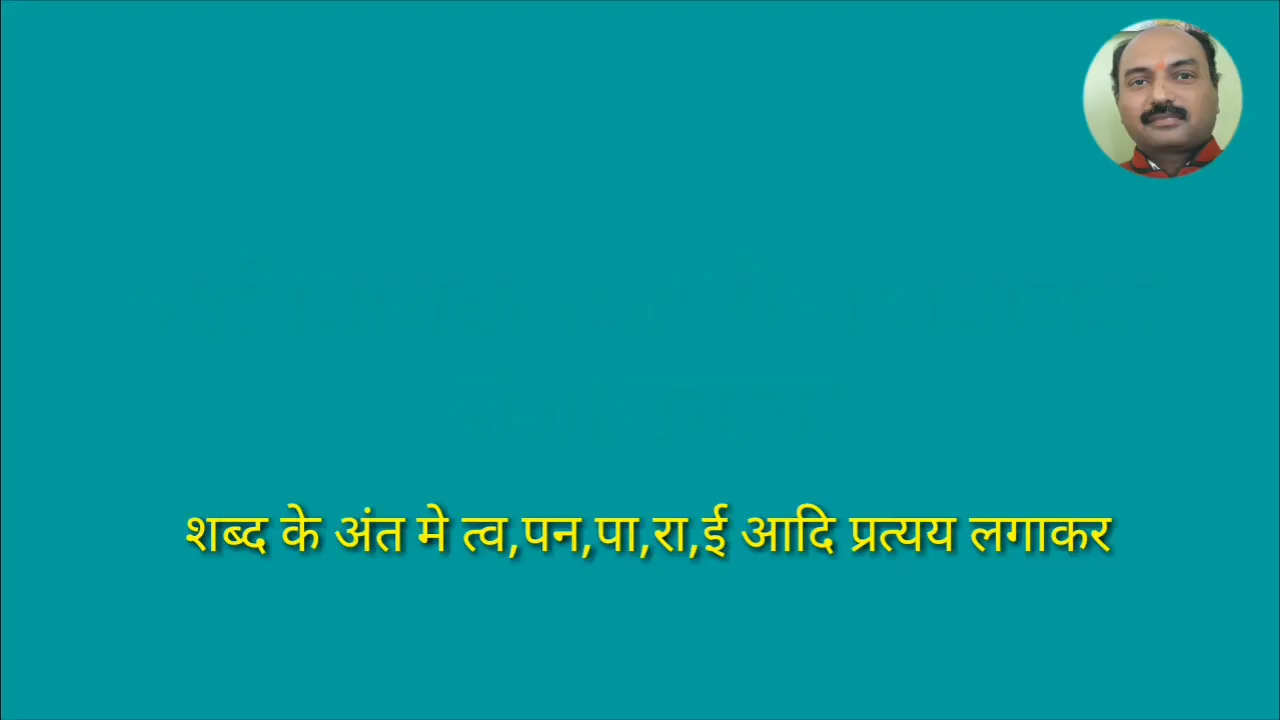 शब्द के अंत मे त्व,पन,पा,रा,ई आदि प्रत्यय लगाकर